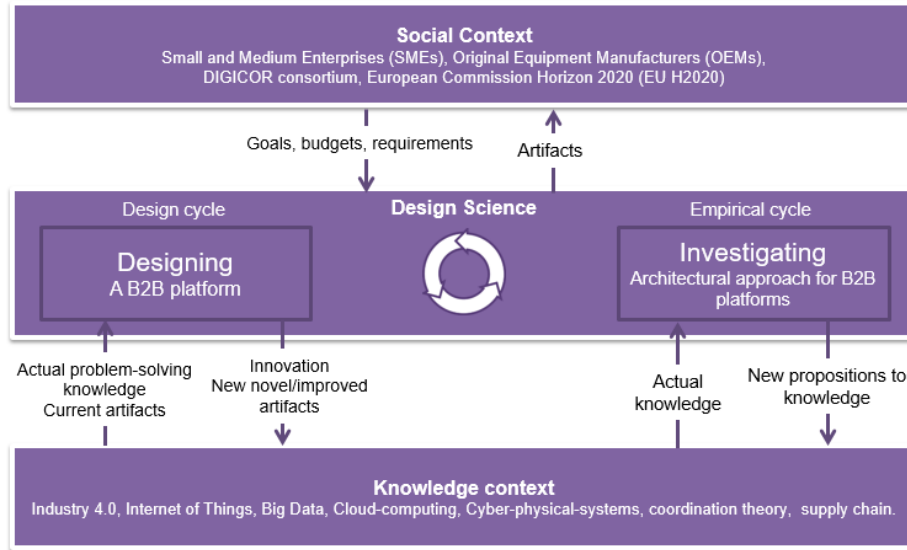 Social Context
Small and Medium Enterprises (SMEs), Original Equipment Manufacturers (OEMs),
DIGICOR consortium, European Commission Horizon 2020 (EU H2020)
Goals, budgets, requirements
Artifacts
Design cycle
Design Science
Empirical cycle
Designing
A B2B platform
Investigating
Architectural approach for B2B
platforms
Actual problem-solving
knowledge
Current artifacts
Innovation
New novel/improved
artifacts
Actual
knowledge
New propositions to
knowledge
Knowledge context
Industry 4.0, Internet of Things, Big Data, Cloud-computing, Cyber-physical-systems, coordination theory, supply chain.